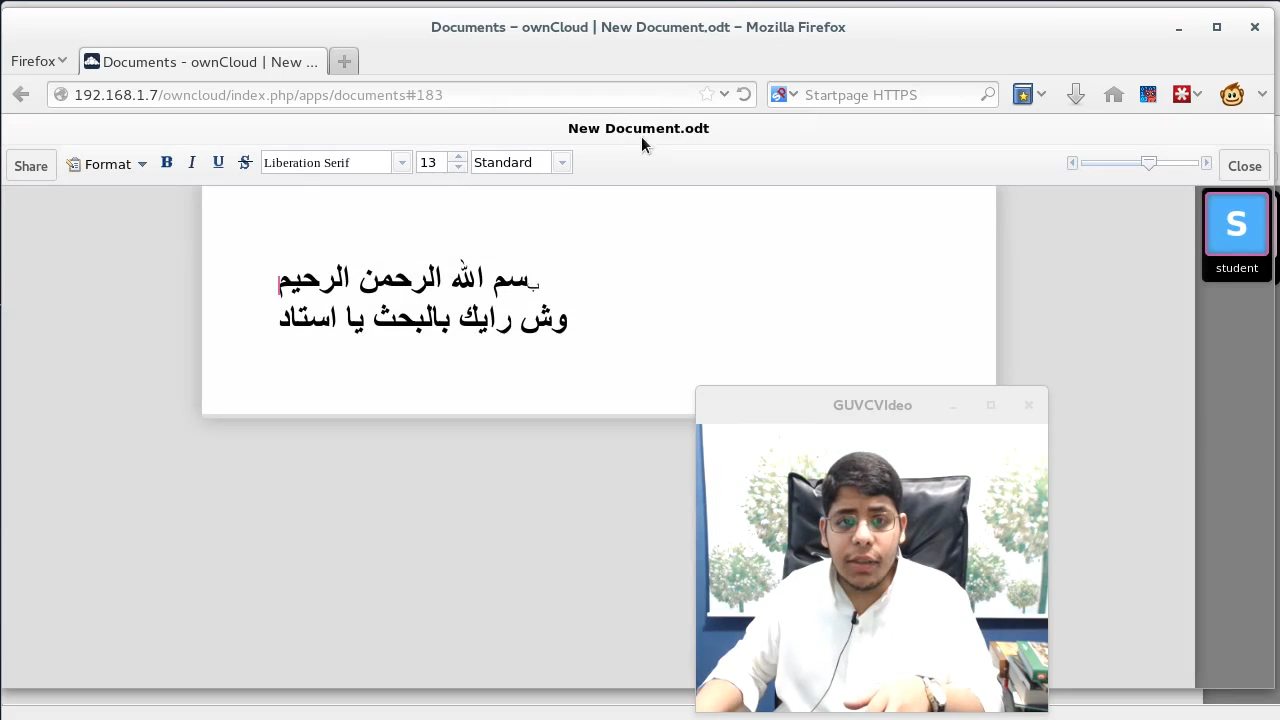 Documents – ownCloud | New Document.odt – Mozilla Firefox
Firefox
Documents - ownCloud | New ...
192.168.1.7/owncloud/index.php/apps/documents#183
Startpage HTTPS
New Document.odt
Share
Format
B I U S
Liberation Serif
13
Standard
Close
S
student
بسم الله الرحمن الرحيم
وش رايك بالبحث يا استاد
GUVCVIdeo